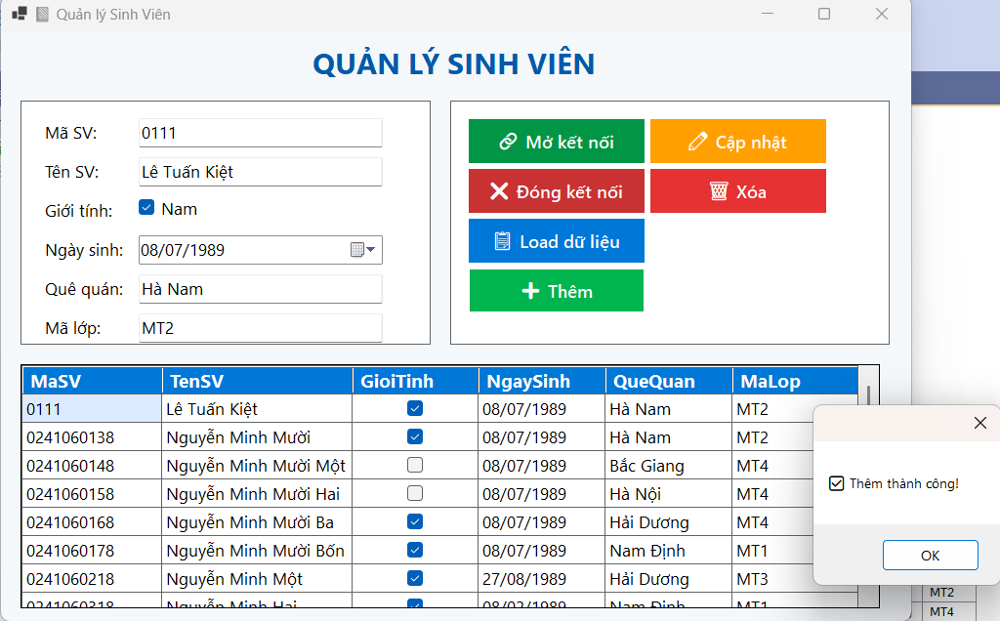 Quản lý Sinh Viên
QUẢN LÝ SINH VIÊN
Mã SV: 0111
Tên SV: Lê Tuấn Kiệt
Giới tính: Nam
Ngày sinh: 08/07/1989
Quê quán: Hà Nam
Mã lớp: MT2
Mở kết nối Cập nhật
Đóng kết nối Xóa
Load dữ liệu
Thêm
MaSV TenSV GioiTinh NgaySinh QueQuan MaLop
0111 Lê Tuấn Kiệt 08/07/1989 Hà Nam MT2
0241060138 Nguyễn Minh Mười 08/07/1989 Hà Nam MT2
0241060148 Nguyễn Minh Mười Một 08/07/1989 Bắc Giang MT4
0241060158 Nguyễn Minh Mười Hai 08/07/1989 Hà Nội MT4
0241060168 Nguyễn Minh Mười Ba 08/07/1989 Hải Dương MT4
0241060178 Nguyễn Minh Mười Bốn 08/07/1989 Nam Định MT1
0241060218 Nguyễn Minh Một 27/08/1989 Hải Dương MT3
0241060318 Nguyễn Minh Hai 08/02/1989 Nam Định MT1
Thêm thành công!
OK
MT2
MT4